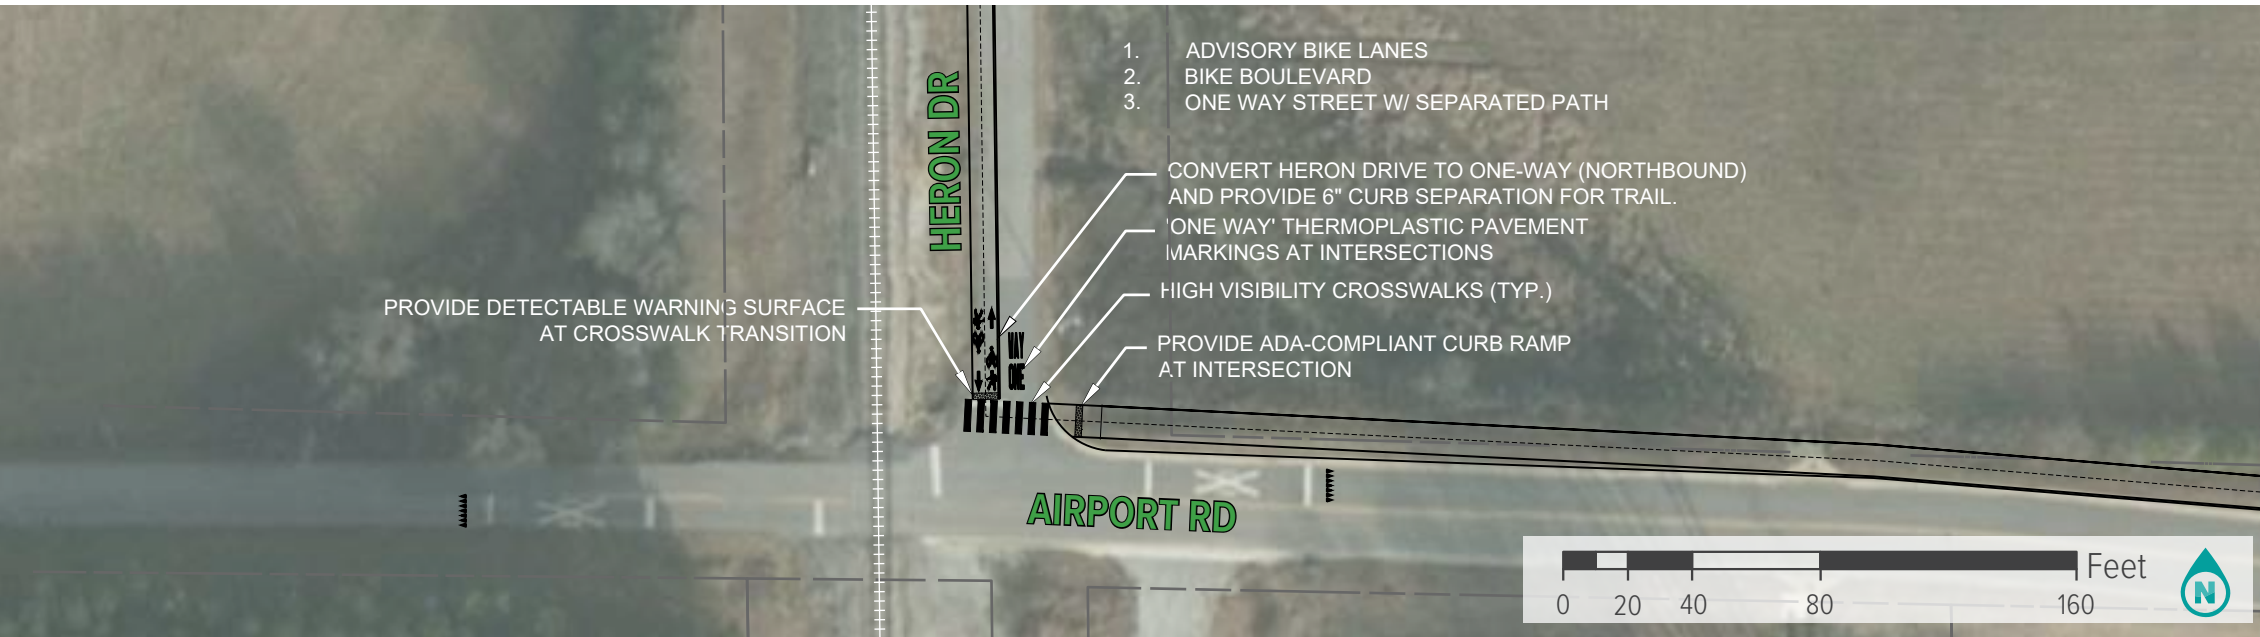 1. ADVISORY BIKE LANES
2. BIKE BOULEVARD
3. ONE WAY STREET W/ SEPARATED PATH
HERON DR
CONVERT HERON DRIVE TO ONE-WAY (NORTHBOUND)
AND PROVIDE 6" CURB SEPARATION FOR TRAIL.
'ONE WAY' THERMOPLASTIC PAVEMENT
MARKINGS AT INTERSECTIONS
HIGH VISIBILITY CROSSWALKS (TYP.)
PROVIDE DETECTABLE WARNING SURFACE
AT CROSSWALK TRANSITION
WAY
ONE
PROVIDE ADA-COMPLIANT CURB RAMP
AT INTERSECTION
AIRPORT RD
Feet
0 20 40 80 160
N